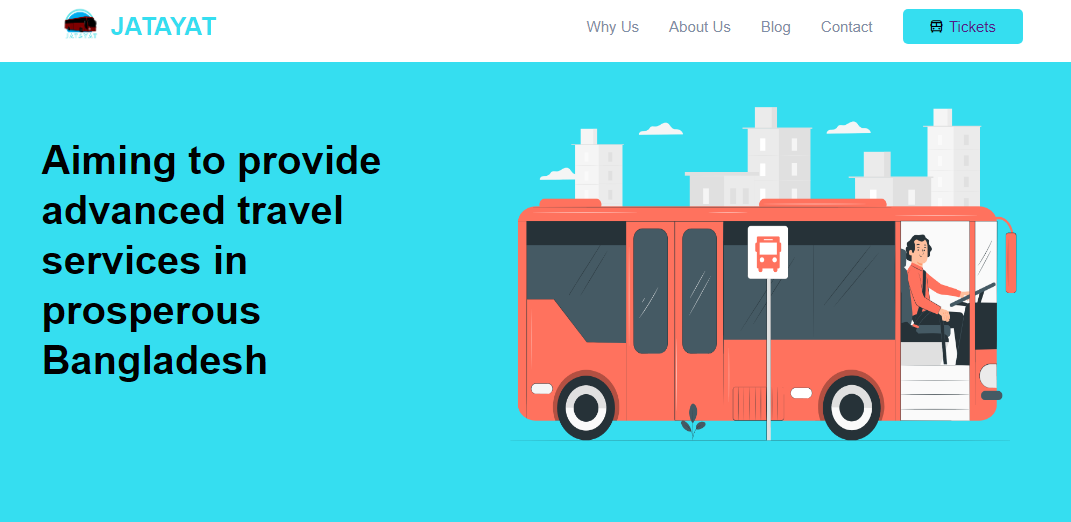 JATAYAT
Why Us
About Us
Blog
Contact
Tickets
Aiming to provide
advanced travel
services in
prosperous
Bangladesh